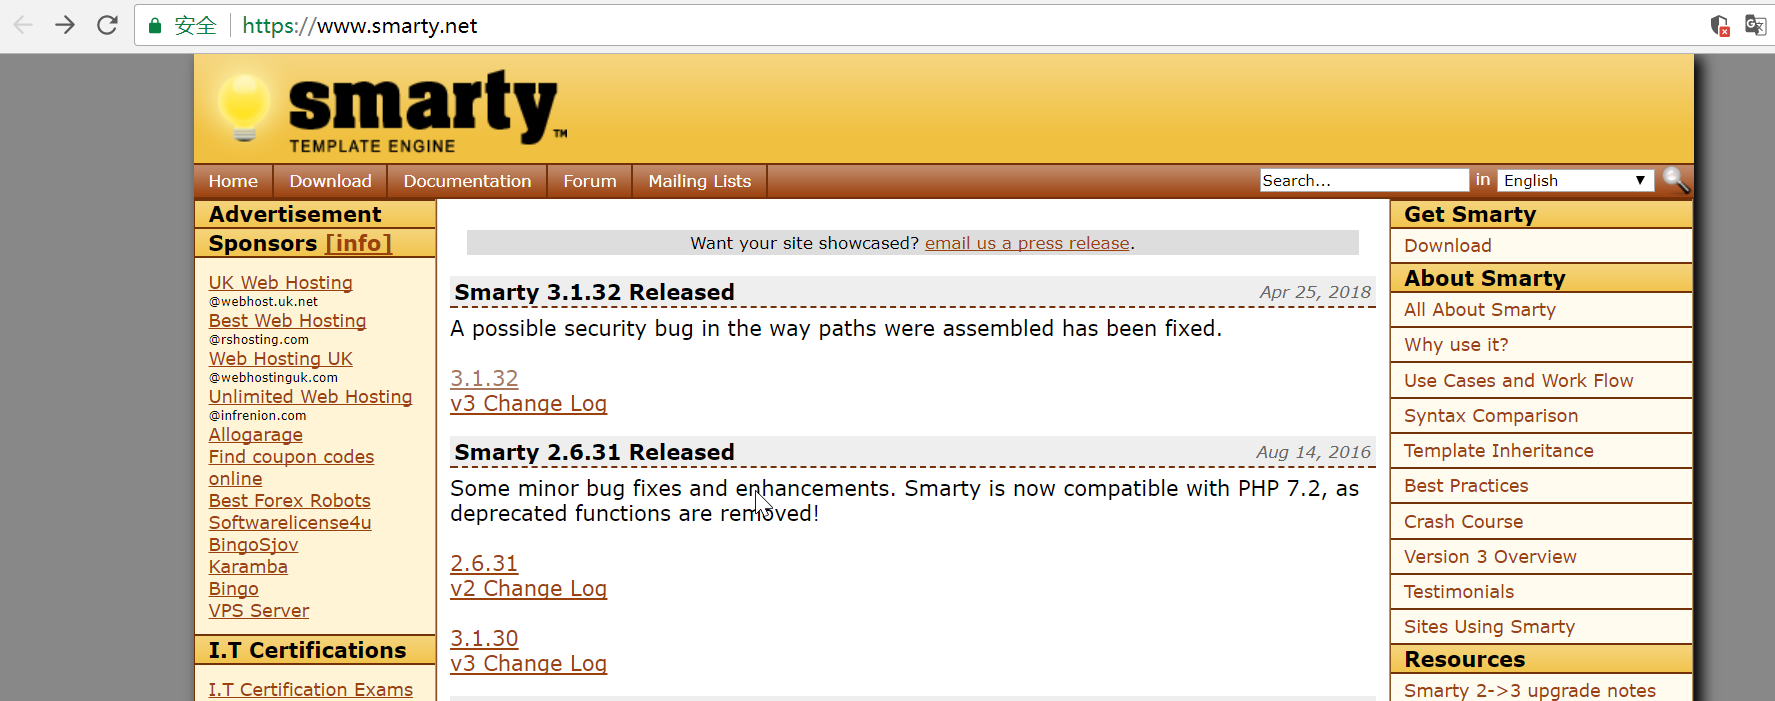 安全 https://www.smarty.net
smarty™
TEMPLATE ENGINE
Home Download Documentation Forum Mailing Lists Search... in English
Advertisement
Sponsors [info]
UK Web Hosting
@webhost.uk.net
Best Web Hosting
@rshosting.com
Web Hosting UK
@webhostinguk.com
Unlimited Web Hosting
@infrenion.com
Allogarage
Find coupon codes
online
Best Forex Robots
Softwarelicense4u
BingoSjov
Karamba
Bingo
VPS Server
I.T Certifications
I.T Certification Exams
Want your site showcased? email us a press release.
Smarty 3.1.32 Released Apr 25, 2018
A possible security bug in the way paths were assembled has been fixed.
3.1.32
v3 Change Log
Smarty 2.6.31 Released Aug 14, 2016
Some minor bug fixes and enhancements. Smarty is now compatible with PHP 7.2, as
deprecated functions are removed!
2.6.31
v2 Change Log
3.1.30
v3 Change Log
Get Smarty
Download
About Smarty
All About Smarty
Why use it?
Use Cases and Work Flow
Syntax Comparison
Template Inheritance
Best Practices
Crash Course
Version 3 Overview
Testimonials
Sites Using Smarty
Resources
Smarty 2->3 upgrade notes